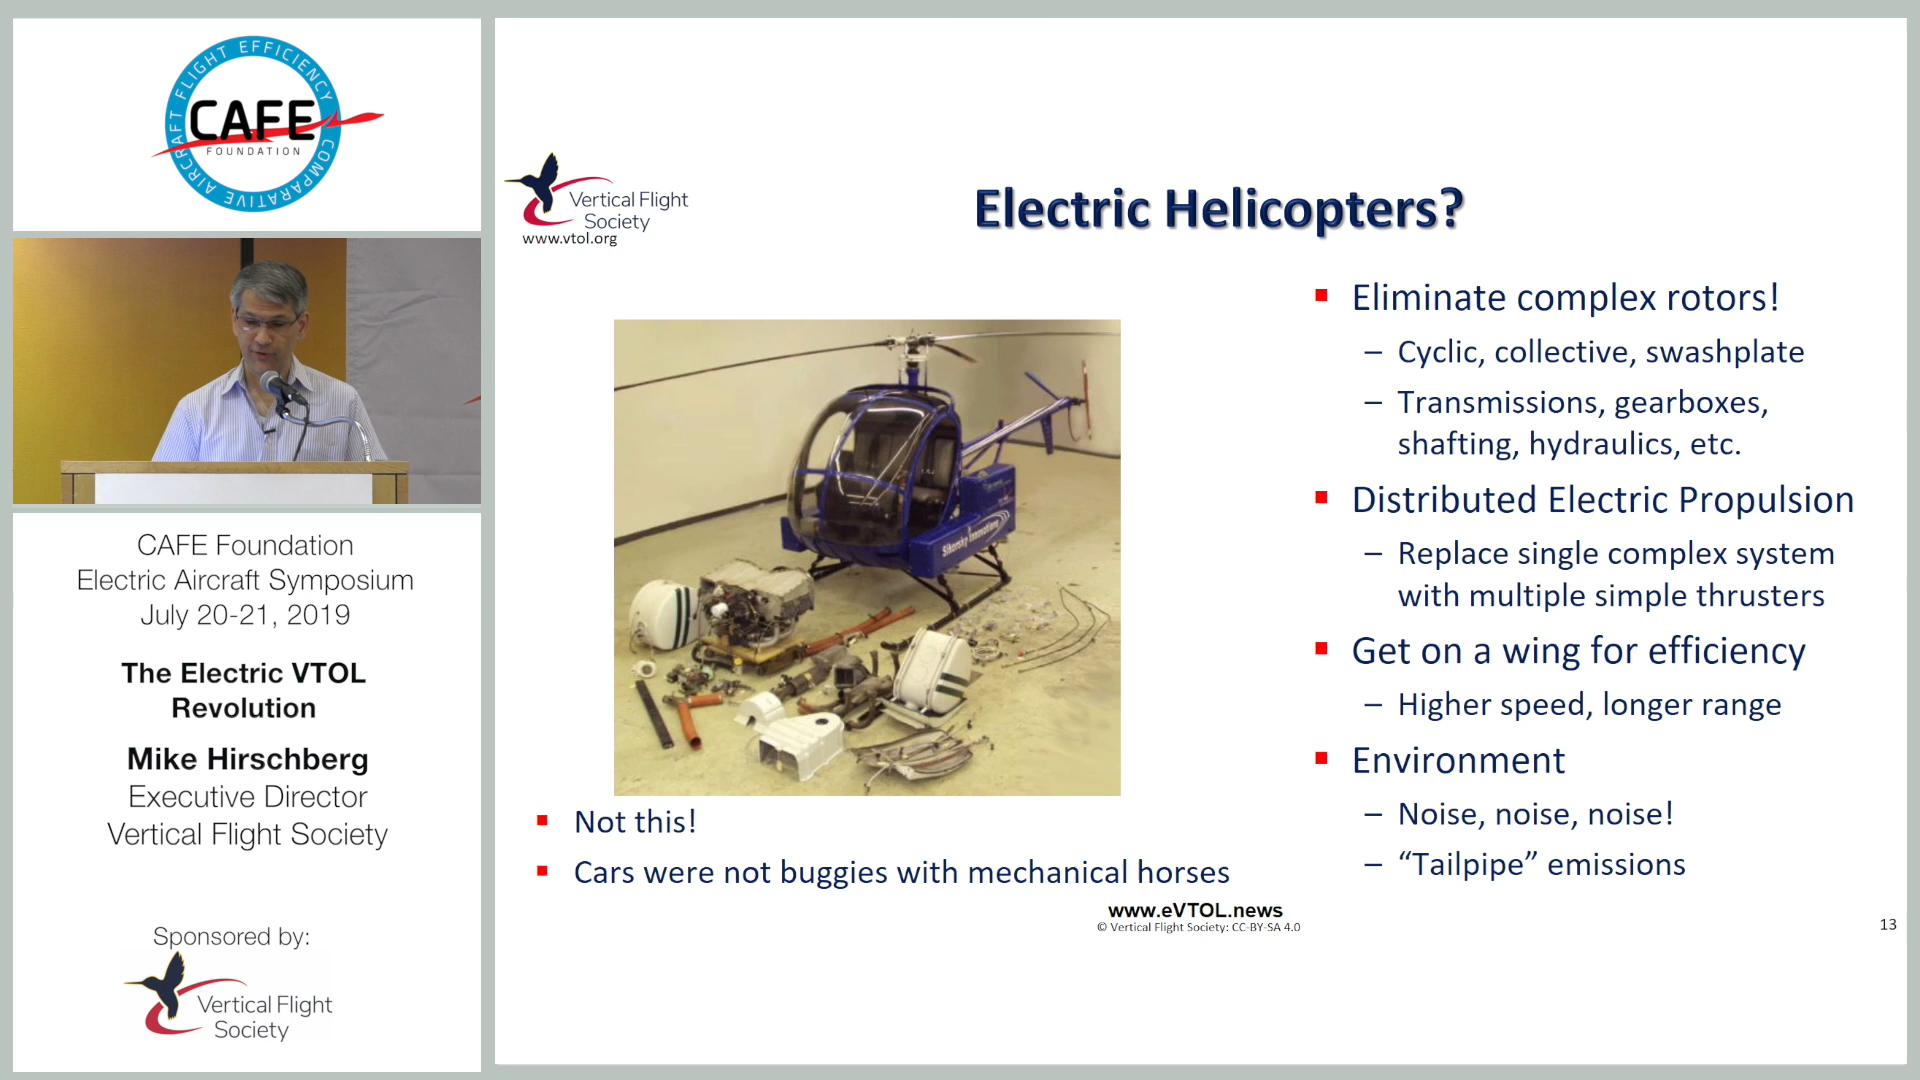 AIRCRAFT FLIGHT EFFICIENCY
COMPARATIVE
CAFE
FOUNDATION
CAFE Foundation
Electric Aircraft Symposium
July 20-21, 2019
The Electric VTOL
Revolution
Mike Hirschberg
Executive Director
Vertical Flight Society
Sponsored by:
Vertical Flight
Society
Vertical Flight
Society
www.vtol.org
Electric Helicopters?
Sikorsky Innovations
Not this!
Cars were not buggies with mechanical horses
Eliminate complex rotors!
– Cyclic, collective, swashplate
– Transmissions, gearboxes,
shafting, hydraulics, etc.
Distributed Electric Propulsion
– Replace single complex system
with multiple simple thrusters
Get on a wing for efficiency
– Higher speed, longer range
Environment
– Noise, noise, noise!
– “Tailpipe” emissions
www.eVTOL.news
© Vertical Flight Society: CC-BY-SA 4.0
13